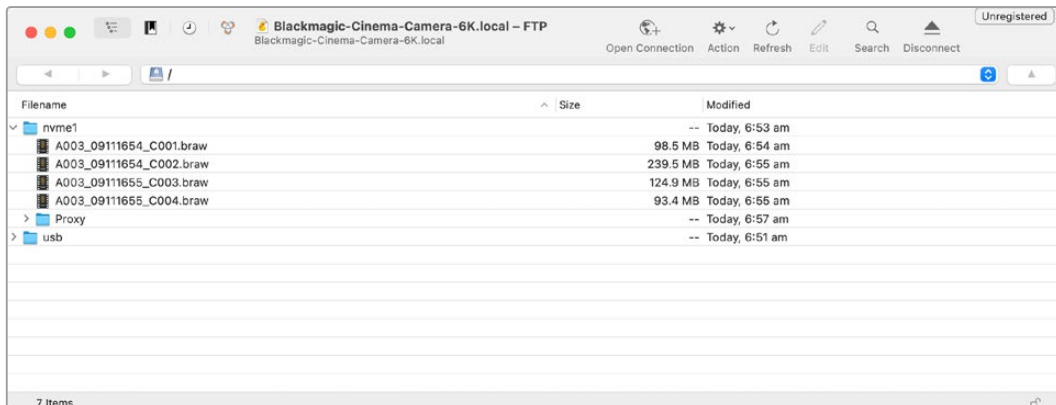 Blackmagic-Cinema-Camera-6K.local – FTP
Blackmagic-Cinema-Camera-6K.local
Open Connection Action Refresh Edit Search Disconnect
Unregistered
/
Filename Size Modified
nvme1 -- Today, 6:53 am
A003_09111654_C001.braw 98.5 MB Today, 6:54 am
A003_09111654_C002.braw 239.5 MB Today, 6:55 am
A003_09111655_C003.braw 124.9 MB Today, 6:55 am
A003_09111655_C004.braw 93.4 MB Today, 6:55 am
Proxy -- Today, 6:57 am
usb -- Today, 6:51 am
7 Items